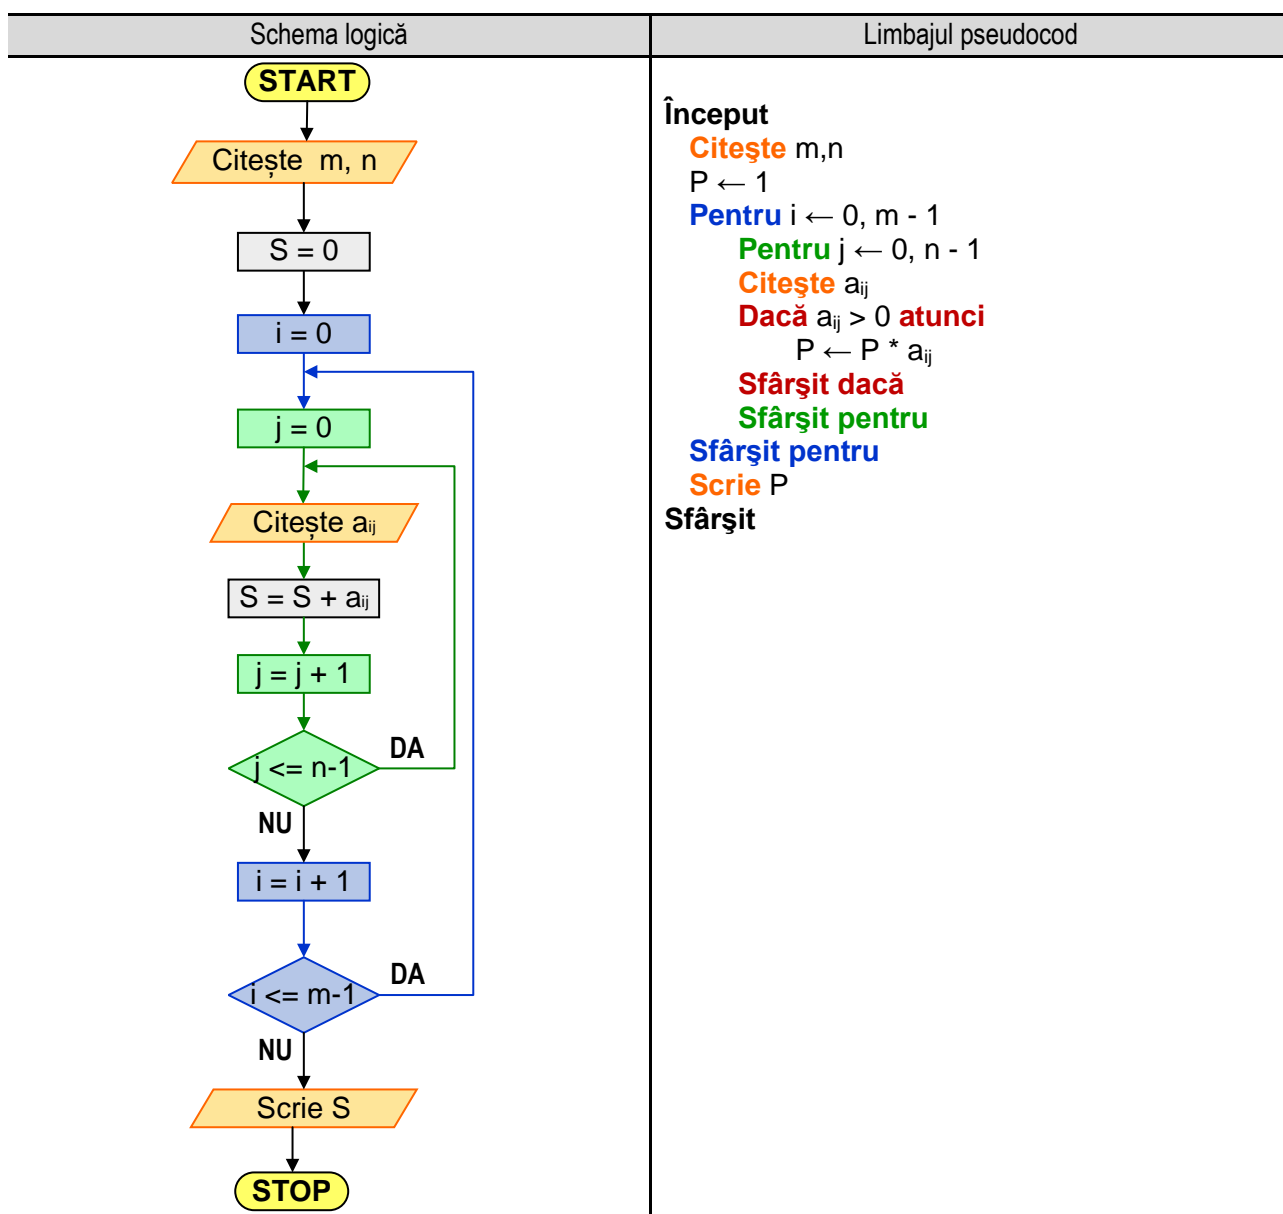 Schema logică
Limbajul pseudocod
START
Citește m, n
S = 0
i = 0
j = 0
Citește aij
S = S + aij
j = j + 1
j <= n-1
DA
NU
i = i + 1
i <= m-1
DA
NU
Scrie S
STOP
Început
Citeşte m,n
P ← 1
Pentru i ← 0, m - 1
Pentru j ← 0, n - 1
Citeşte aij
Dacă aij > 0 atunci
P ← P * aij
Sfârşit dacă
Sfârşit pentru
Sfârşit pentru
Scrie P
Sfârşit